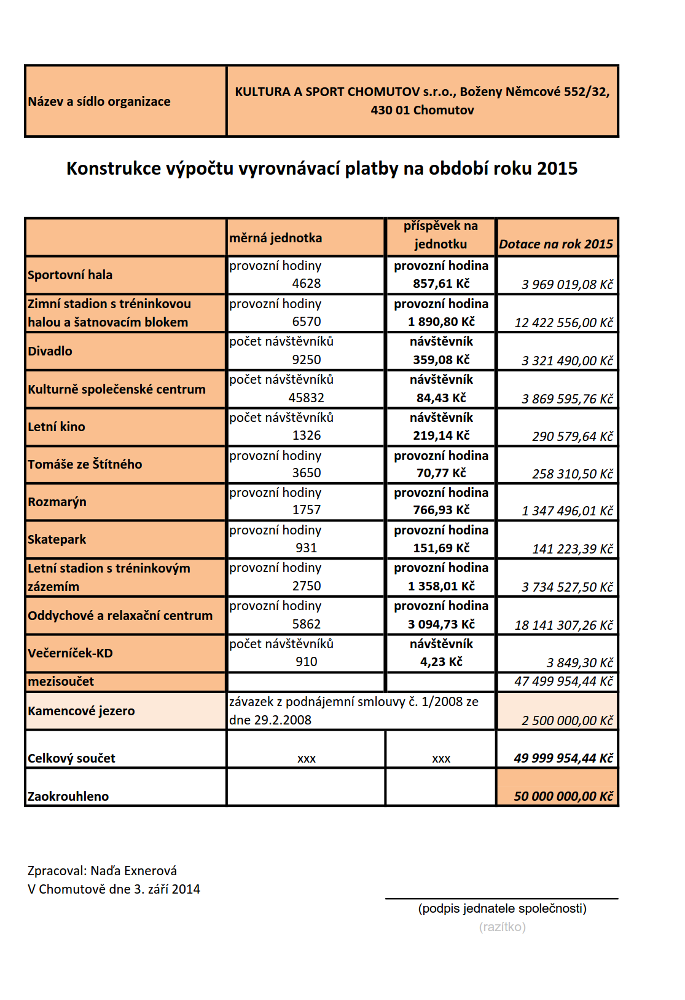 Název a sídlo organizace
KULTURA A SPORT CHOMUTOV s.r.o., Boženy Němcové 552/32,
430 01 Chomutov
Konstrukce výpočtu vyrovnávací platby na období roku 2015
měrná jednotka
příspěvek na
jednotku
Dotace na rok 2015
Sportovní hala
provozní hodiny
4628
provozní hodina
857,61 Kč
3 969 019,08 Kč
Zimní stadion s tréninkovou
halou a šatnovacím blokem
provozní hodiny
6570
provozní hodina
1 890,80 Kč
12 422 556,00 Kč
Divadlo
počet návštěvníků
9250
návštěvník
359,08 Kč
3 321 490,00 Kč
Kulturně společenské centrum
počet návštěvníků
45832
návštěvník
84,43 Kč
3 869 595,76 Kč
Letní kino
počet návštěvníků
1326
návštěvník
219,14 Kč
290 579,64 Kč
Tomáše ze Štítného
provozní hodiny
3650
provozní hodina
70,77 Kč
258 310,50 Kč
Rozmarýn
provozní hodiny
1757
provozní hodina
766,93 Kč
1 347 496,01 Kč
Skatepark
provozní hodiny
931
provozní hodina
151,69 Kč
141 223,39 Kč
Letní stadion s tréninkovým
zázemím
provozní hodiny
2750
provozní hodina
1 358,01 Kč
3 734 527,50 Kč
Oddychové a relaxační centrum
provozní hodiny
5862
provozní hodina
3 094,73 Kč
18 141 307,26 Kč
Večerníček-KD
počet návštěvníků
910
návštěvník
4,23 Kč
3 849,30 Kč
mezisoučet
47 499 954,44 Kč
Kamencové jezero
závazek z podnájemní smlouvy č. 1/2008 ze
dne 29.2.2008
2 500 000,00 Kč
Celkový součet
xxx
xxx
49 999 954,44 Kč
Zaokrouhleno
50 000 000,00 Kč
Zpracoval: Naďa Exnerová
V Chomutově dne 3. září 2014
(podpis jednatele společnosti)
(razítko)